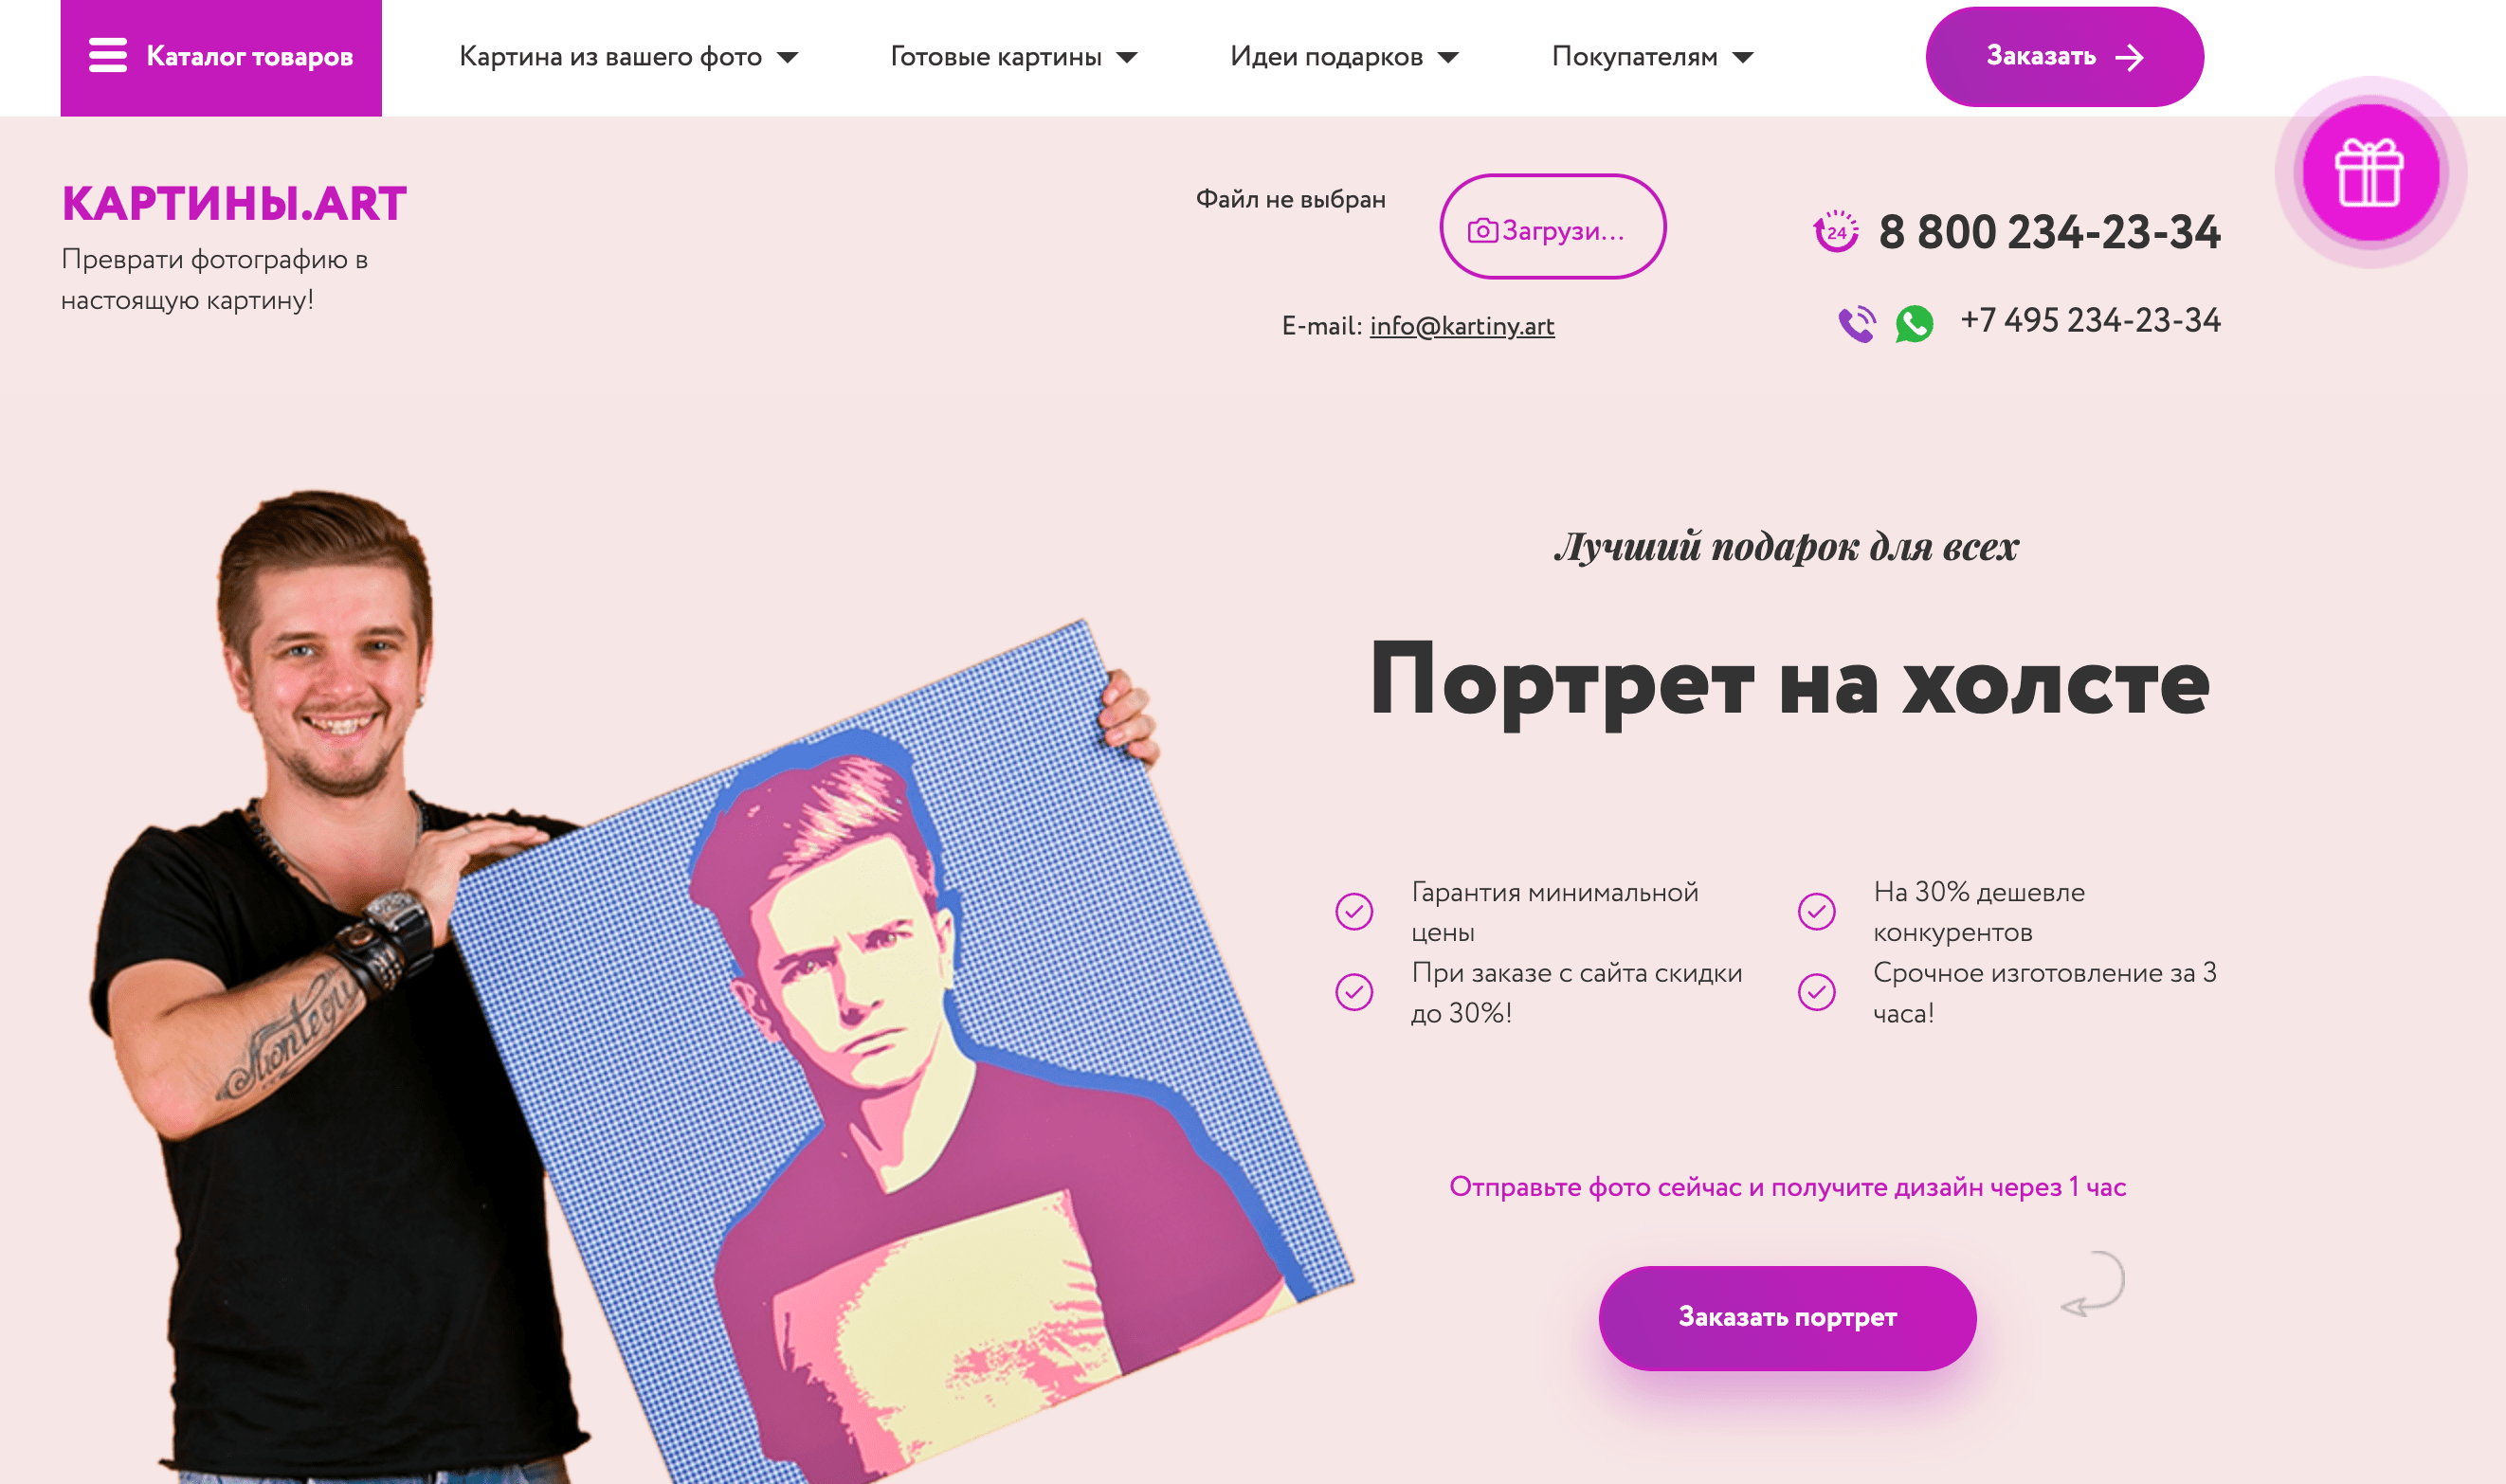 Каталог товаров
Картина из вашего фото
Готовые картины
Идеи подарков
Покупателям
Заказать
КАРТИНЫ.ART
Преврати фотографию в
настоящую картину!
Файл не выбран
Загрузи...
E-mail: info@kartiny.art
24
8 800 234-23-34
+7 495 234-23-34
Лучший подарок для всех
Портрет на холсте
Гарантия минимальной
цены
На 30% дешевле
конкурентов
При заказе с сайта скидки
до 30%!
Срочное изготовление за 3
часа!
Отправьте фото сейчас и получите дизайн через 1 час
Заказать портрет